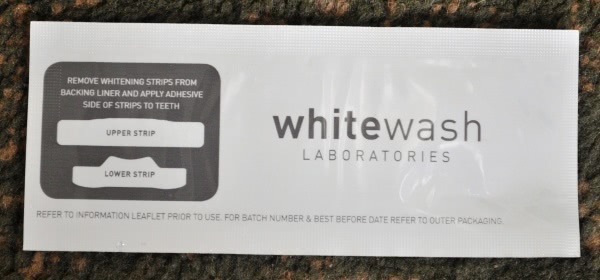 REMOVE WHITENING STRIPS FROM
BACKING LINER AND APPLY ADHESIVE
SIDE OF STRIPS TO TEETH
UPPER STRIP
LOWER STRIP
whitewash
LABORATORIES
REFER TO INFORMATION LEAFLET PRIOR TO USE. FOR BATCH NUMBER & BEST BEFORE DATE REFER TO OUTER PACKAGING.